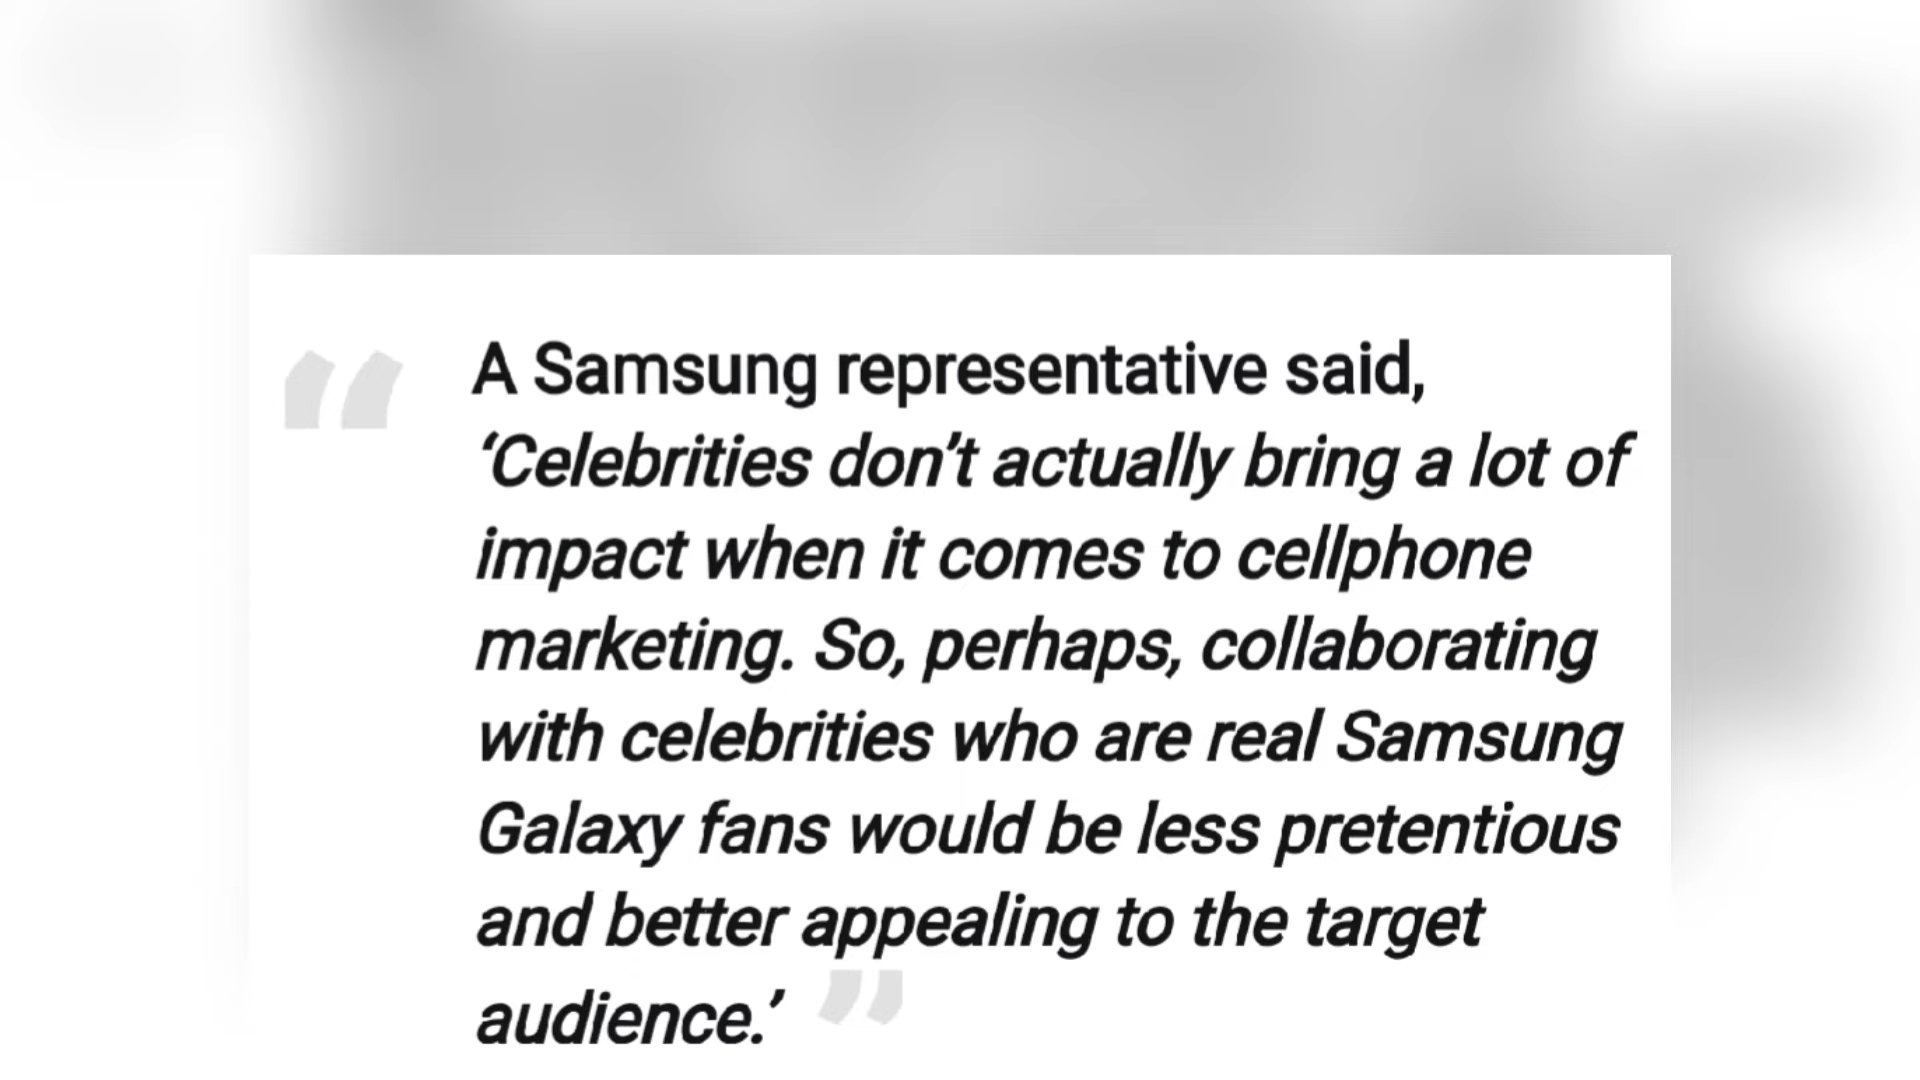 “ A Samsung representative said,
‘Celebrities don’t actually bring a lot of
impact when it comes to cellphone
marketing. So, perhaps, collaborating
with celebrities who are real Samsung
Galaxy fans would be less pretentious
and better appealing to the target
audience.’ ”